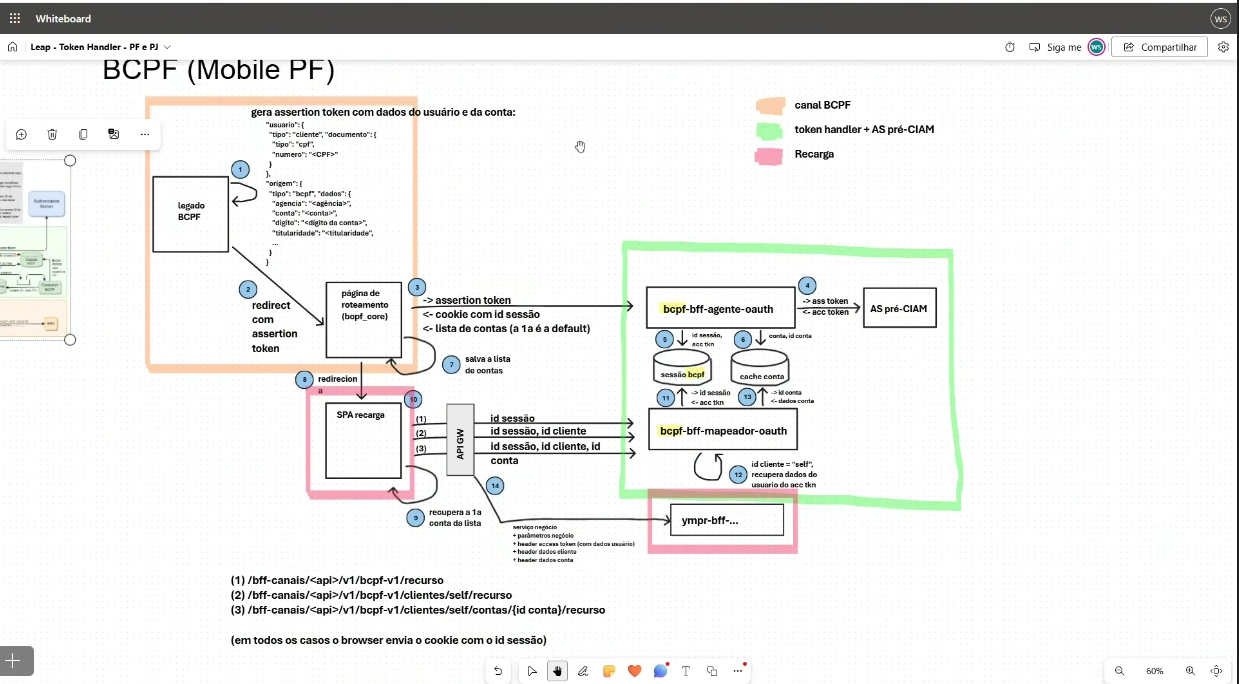 Whiteboard
WS
Leap - Token Handler - PF e PJ
Siga me
WS
Compartilhar
BCPF (Mobile PF)
canal BCPF
token handler + AS pré-CIAM
Recarga
gera assertion token com dados do usuário e da conta:
"usuario": {
"tipo": "cliente", "documento": {
"tipo": "cpf",
"numero": "<CPF>"
}
},
"origem": {
"tipo": "bcpf", "dados": {
"agencia": "<agência>",
"conta": "<conta>",
"digito": "<dígito da conta>",
"titularidade": "<titularidade",
...
}
}
1
legado
BCPF
2
redirect
com
assertion
token
página de
roteamento
(bcpf_core)
3
-> assertion token
<- cookie com id sessão
<- lista de contas (a 1a é a default)
bcpf-bff-agente-oauth
4
-> ass token
<- acc token
AS pré-CIAM
5
id sessão,
acc tkn
6
conta, id conta
sessão bcpf
cache conta
7
salva a lista
de contas
8
redirecion
a
11
-> id sessão
<- acc tkn
13
-> id conta
<- dados conta
10
SPA recarga
(1)
(2)
(3)
API GW
id sessão
id sessão, id cliente
id sessão, id cliente, id
conta
bcpf-bff-mapeador-oauth
12
id cliente = "self",
recupera dados do
usuario do acc tkn
14
9
recupera a 1a
conta da lista
ympr-bff-...
serviço negócio
+ parâmetros negócio
+ header access token (com dados usuário)
+ header dados cliente
+ header dados conta
(1) /bff-canais/<api>/v1/bcpf-v1/recurso
(2) /bff-canais/<api>/v1/bcpf-v1/clientes/self/recurso
(3) /bff-canais/<api>/v1/bcpf-v1/clientes/self/contas/{id conta}/recurso
(em todos os casos o browser envia o cookie com o id sessão)
60%